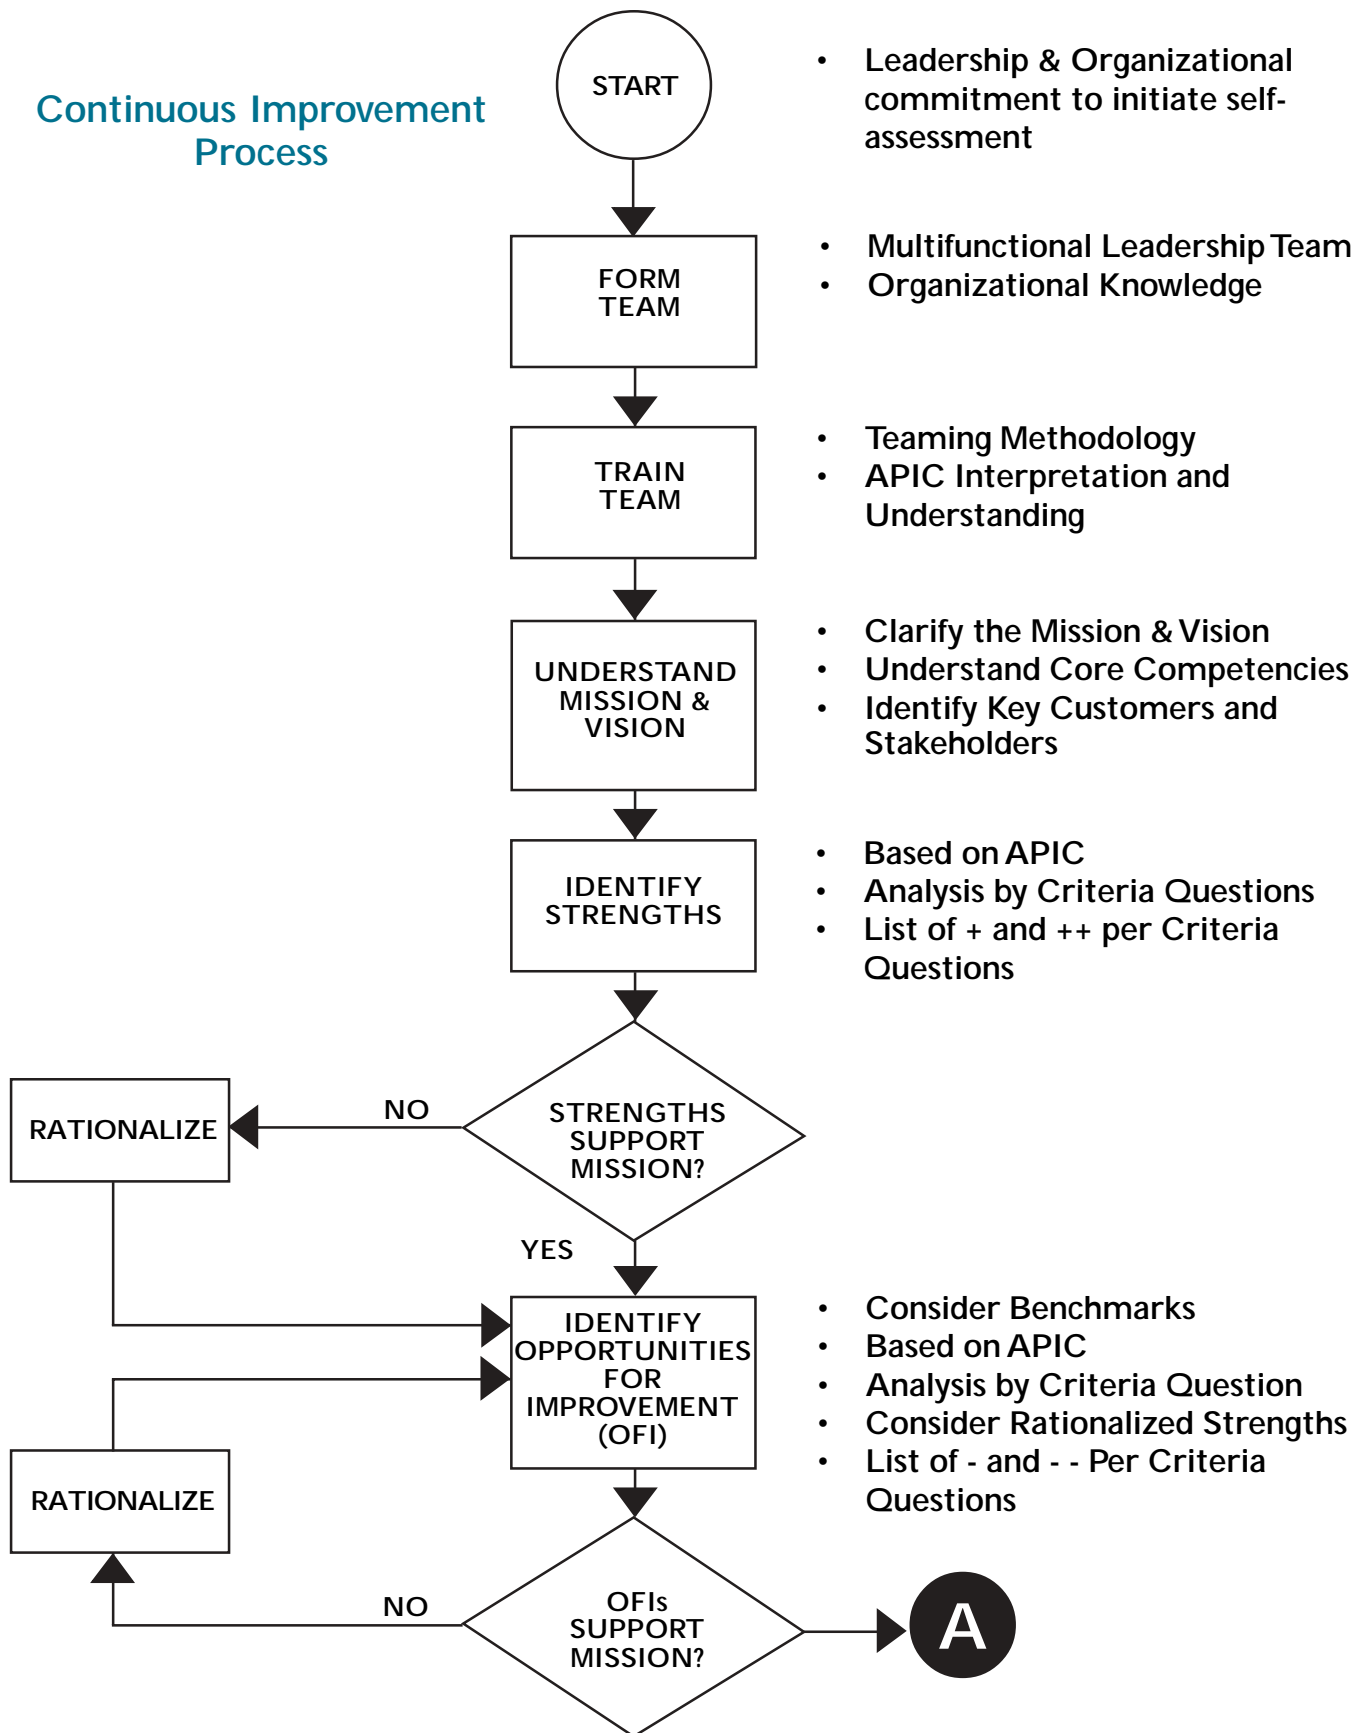 Continuous Improvement
Process
START
• Leadership & Organizational
commitment to initiate self-
assessment
FORM
TEAM
• Multifunctional Leadership Team
• Organizational Knowledge
TRAIN
TEAM
• Teaming Methodology
• APIC Interpretation and
Understanding
UNDERSTAND
MISSION &
VISION
• Clarify the Mission & Vision
• Understand Core Competencies
• Identify Key Customers and
Stakeholders
IDENTIFY
STRENGTHS
• Based on APIC
• Analysis by Criteria Questions
• List of + and ++ per Criteria
Questions
STRENGTHS
SUPPORT
MISSION?
NO
RATIONALIZE
YES
IDENTIFY
OPPORTUNITIES
FOR
IMPROVEMENT
(OFI)
• Consider Benchmarks
• Based on APIC
• Analysis by Criteria Question
• Consider Rationalized Strengths
• List of - and - - Per Criteria
Questions
RATIONALIZE
NO
OFIs
SUPPORT
MISSION?
A